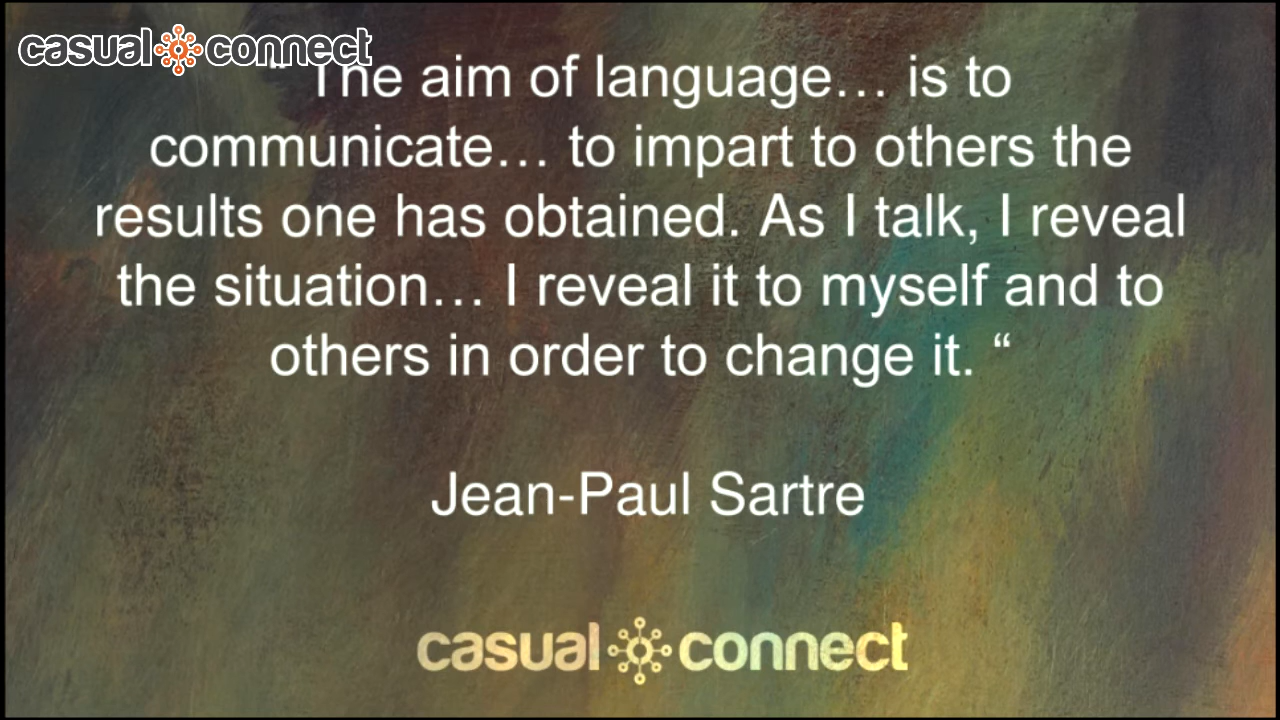 casual connect
“ The aim of language… is to
communicate… to impart to others the
results one has obtained. As I talk, I reveal
the situation… I reveal it to myself and to
others in order to change it. “
Jean-Paul Sartre
casual connect